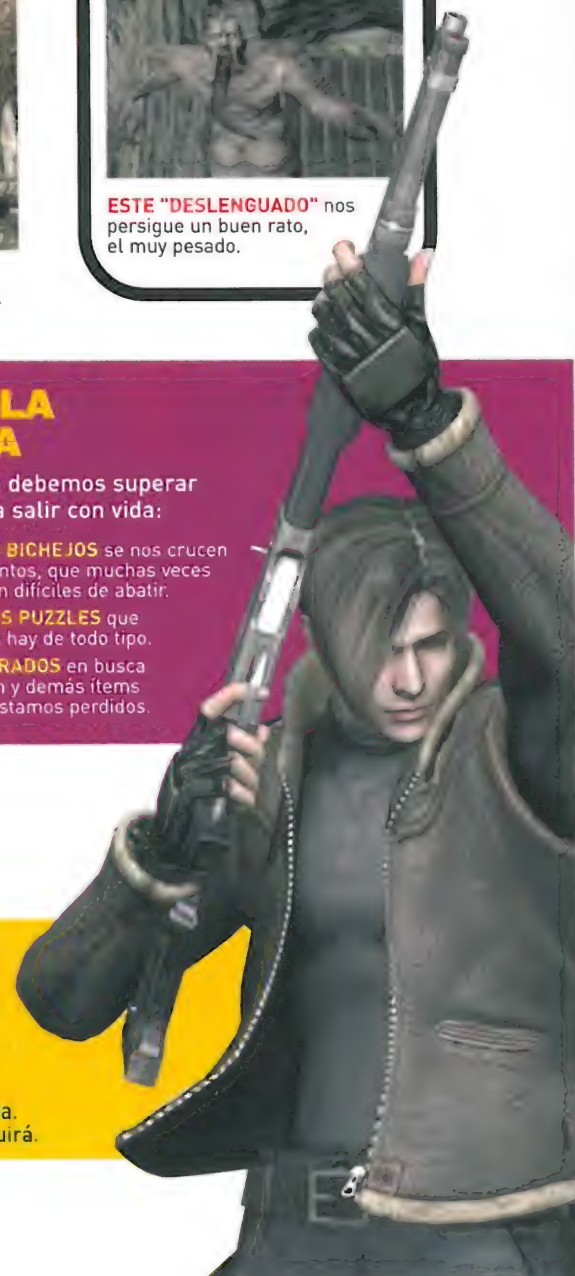 ESTE "DESLENGUADO" nos
persigue un buen rato,
el muy pesado.
LA
A
debemos superar
a salir con vida:
BICHEJOS se nos crucen
ntos, que muchas veces
n difíciles de abatir.
S PUZZLES que
hay de todo tipo.
RADOS en busca
n y demás ítems
stamos perdidos.
a.
uirá.